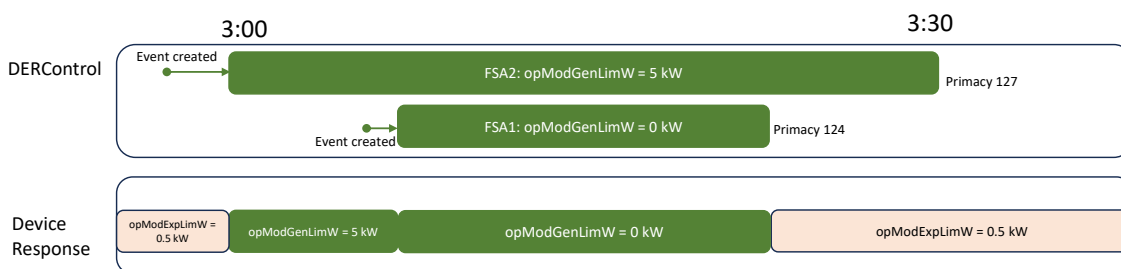 3:00
3:30
Event created
DERControl
FSA2: opModGenLimW = 5 kW
Primacy 127
FSA1: opModGenLimW = 0 kW
Primacy 124
Event created
Device
Response
opModExpLimW =
0.5 kW
opModGenLimW = 5 kW
opModGenLimW = 0 kW
opModExpLimW = 0.5 kW